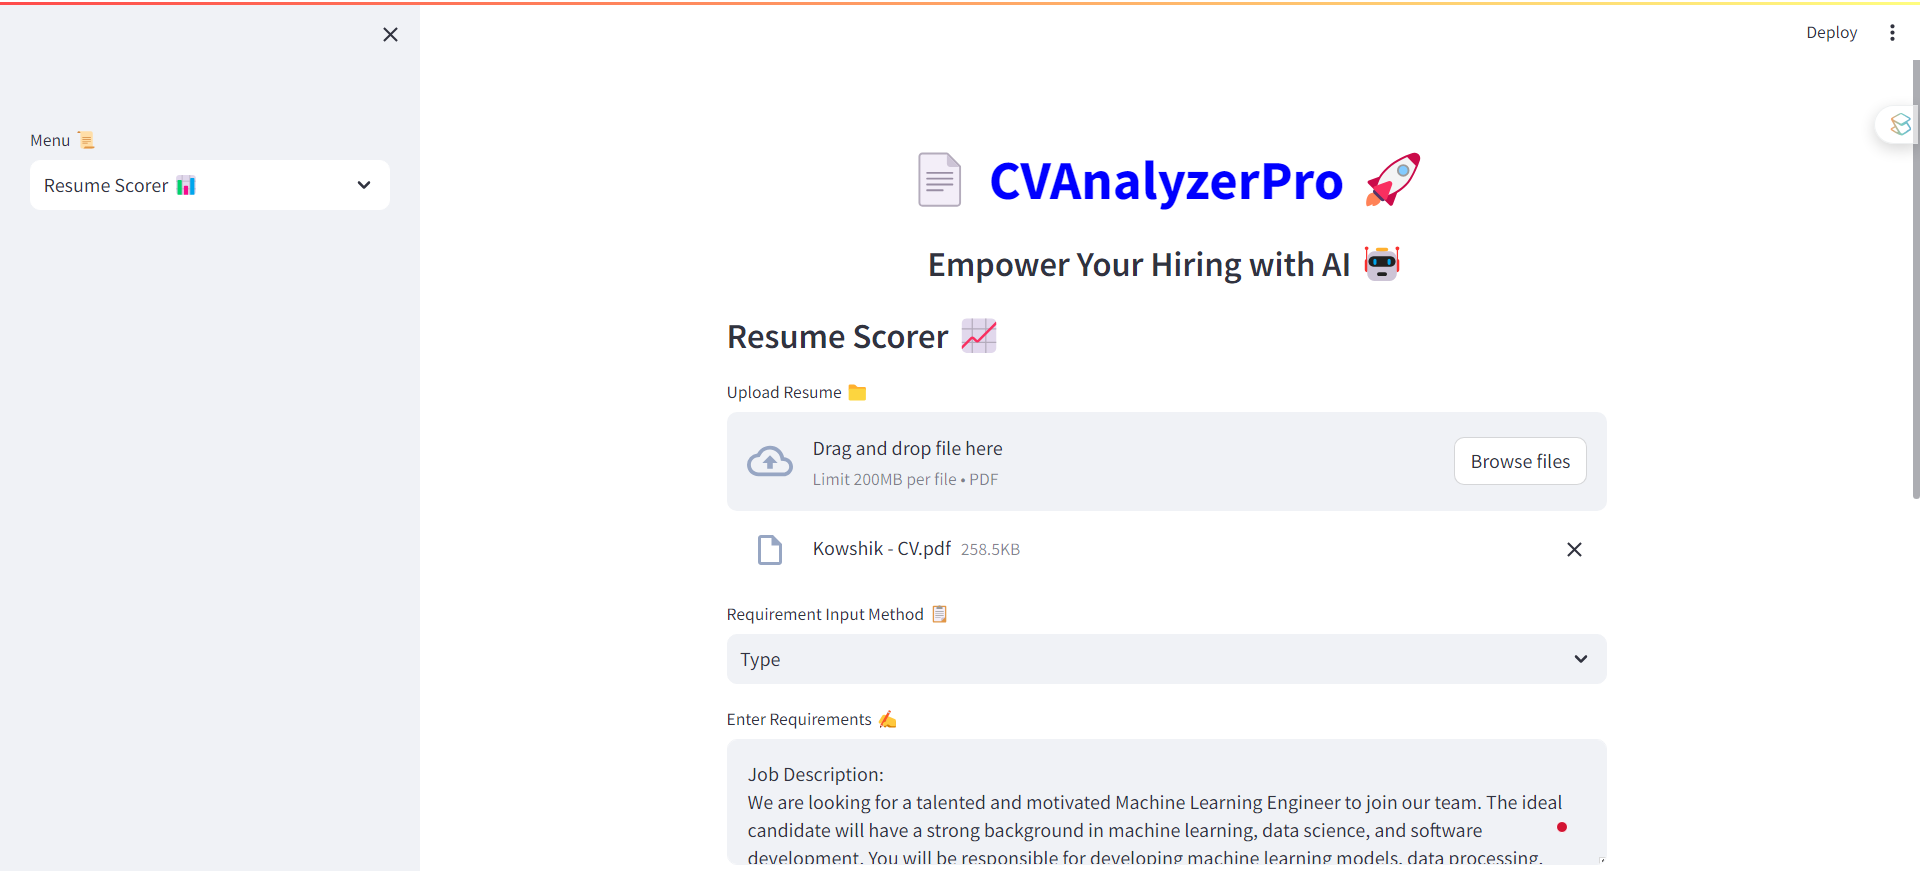 Deploy
Menu 📜
Resume Scorer 📊
CVAnalyzerPro 🚀
Empower Your Hiring with AI 🤖
Resume Scorer 📈
Upload Resume 📁
Drag and drop file here
Limit 200MB per file • PDF
Browse files
Kowshik - CV.pdf 258.5KB
Requirement Input Method 📋
Type
Enter Requirements ✍️
Job Description:
We are looking for a talented and motivated Machine Learning Engineer to join our team. The ideal
candidate will have a strong background in machine learning, data science, and software
development. You will be responsible for developing machine learning models, data processing,